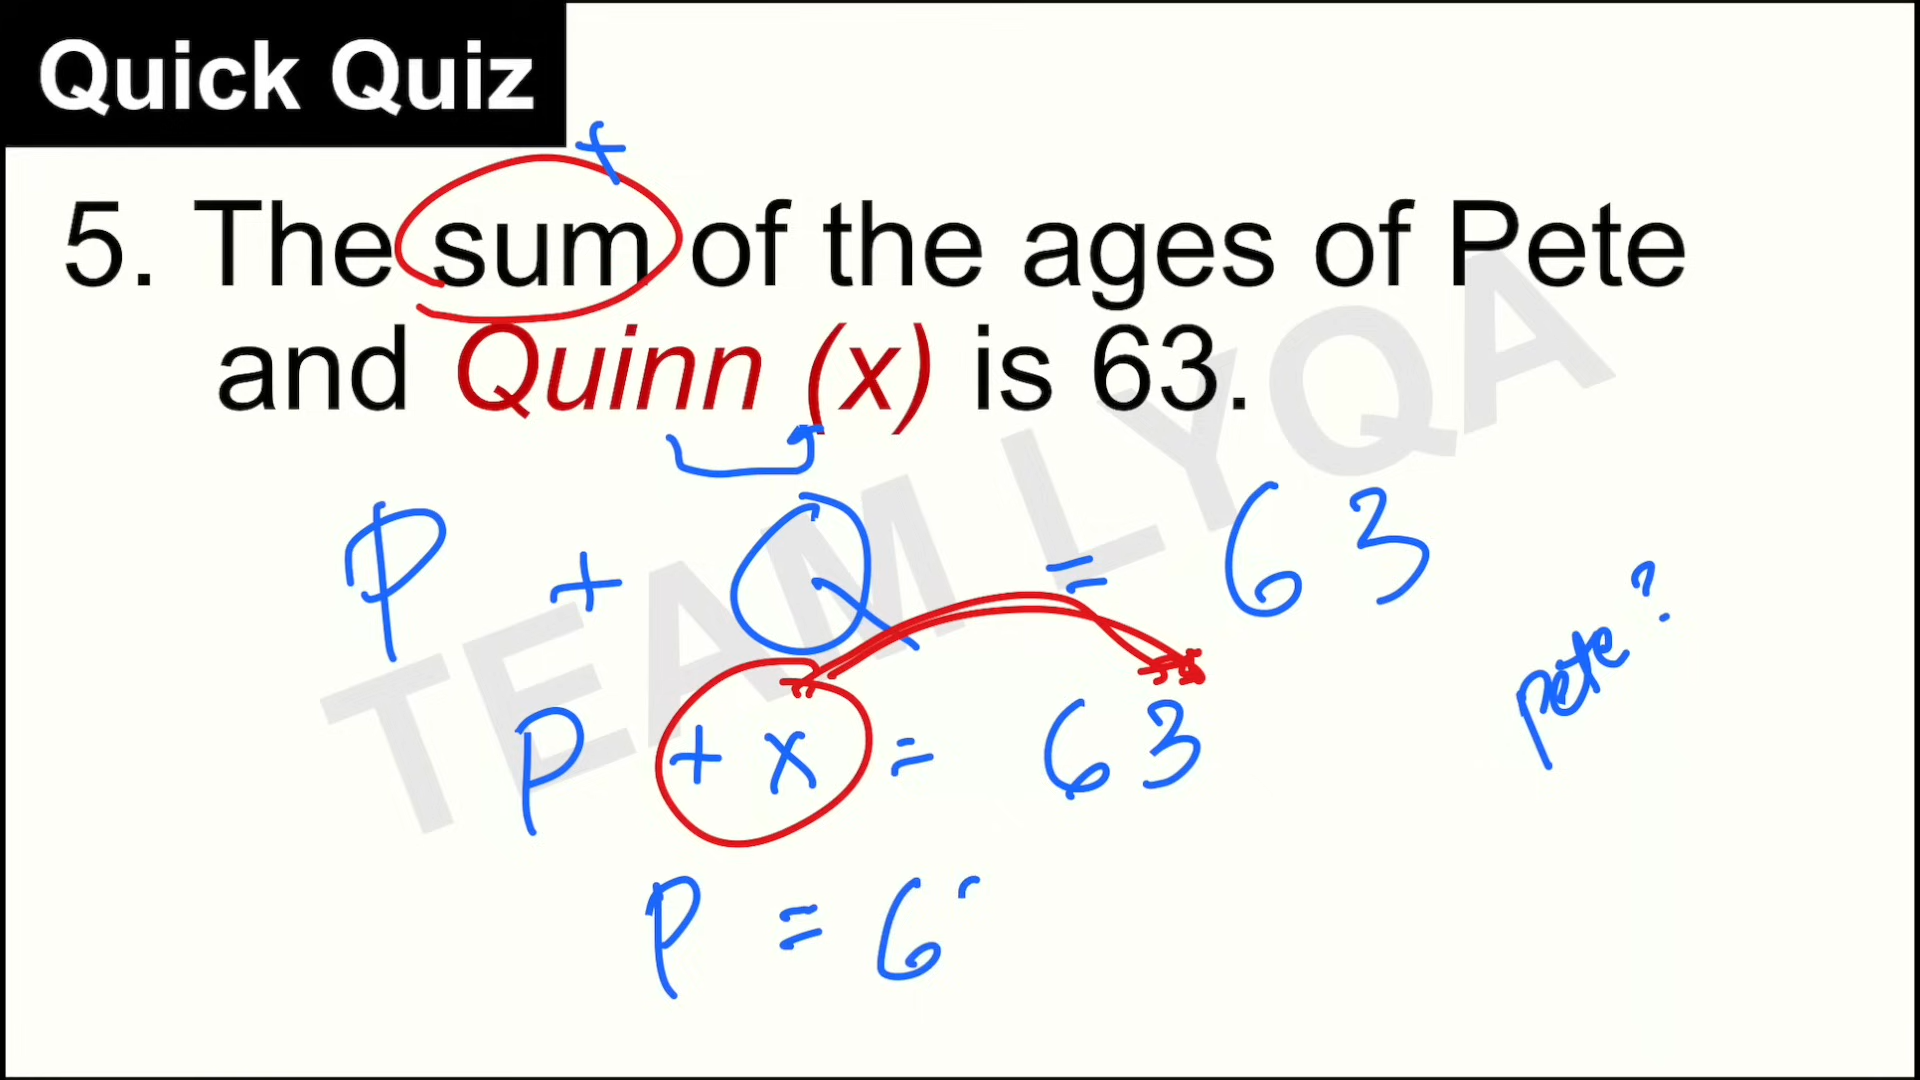 Quick Quiz
+
5. The sum of the ages of Pete
and Quinn (x) is 63.
P + Q = 63
pete?
P + x = 63
P = 6
TEAM LYQA